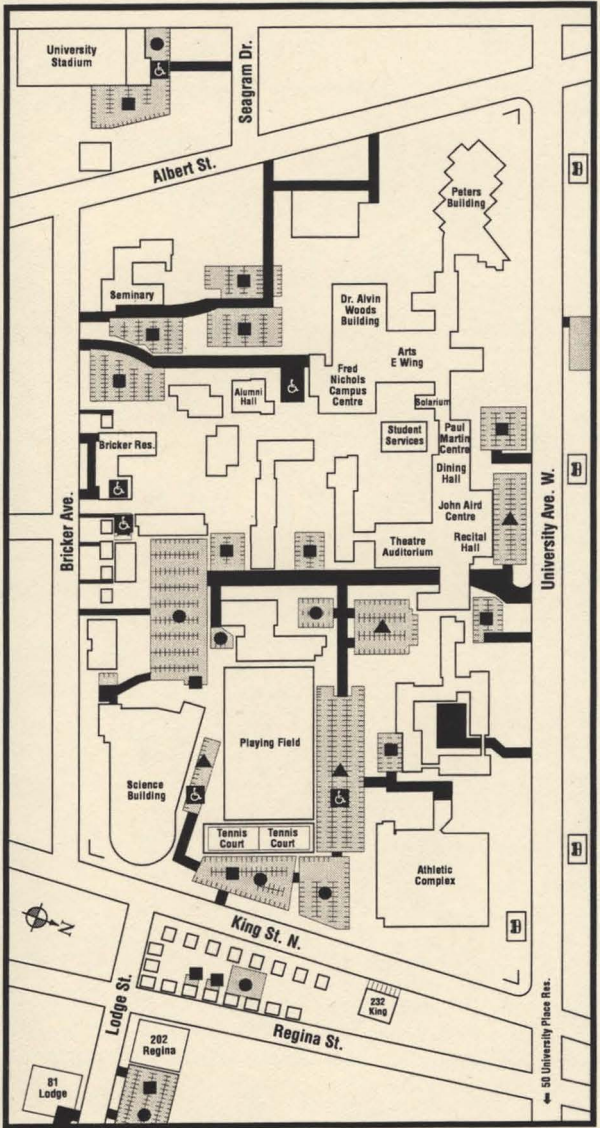 University
Stadium
Seagram Dr.
Albert St.
Peters
Building
Seminary
Dr. Alvin
Woods
Building
Arts
E Wing
Fred
Nichols
Campus
Centre
Alumni
Hall
Solarium
Student
Services
Paul
Martin
Centre
Dining
Hall
Bricker Res.
John Aird
Centre
Theatre
Auditorium
Recital
Hall
Bricker Ave.
University Ave. W.
Playing Field
Science
Building
Tennis
Court
Tennis
Court
Athletic
Complex
N
King St. N.
232
King
Lodge St.
Regina St.
202
Regina
81
Lodge
50 University Place Res.